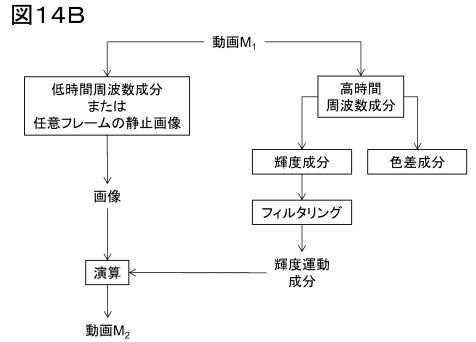 図14B
動画M₁
低時間周波数成分
または
任意フレームの静止画像
高時間
周波数成分
輝度成分
色差成分
画像
フィルタリング
演算
輝度運動
成分
動画M₂